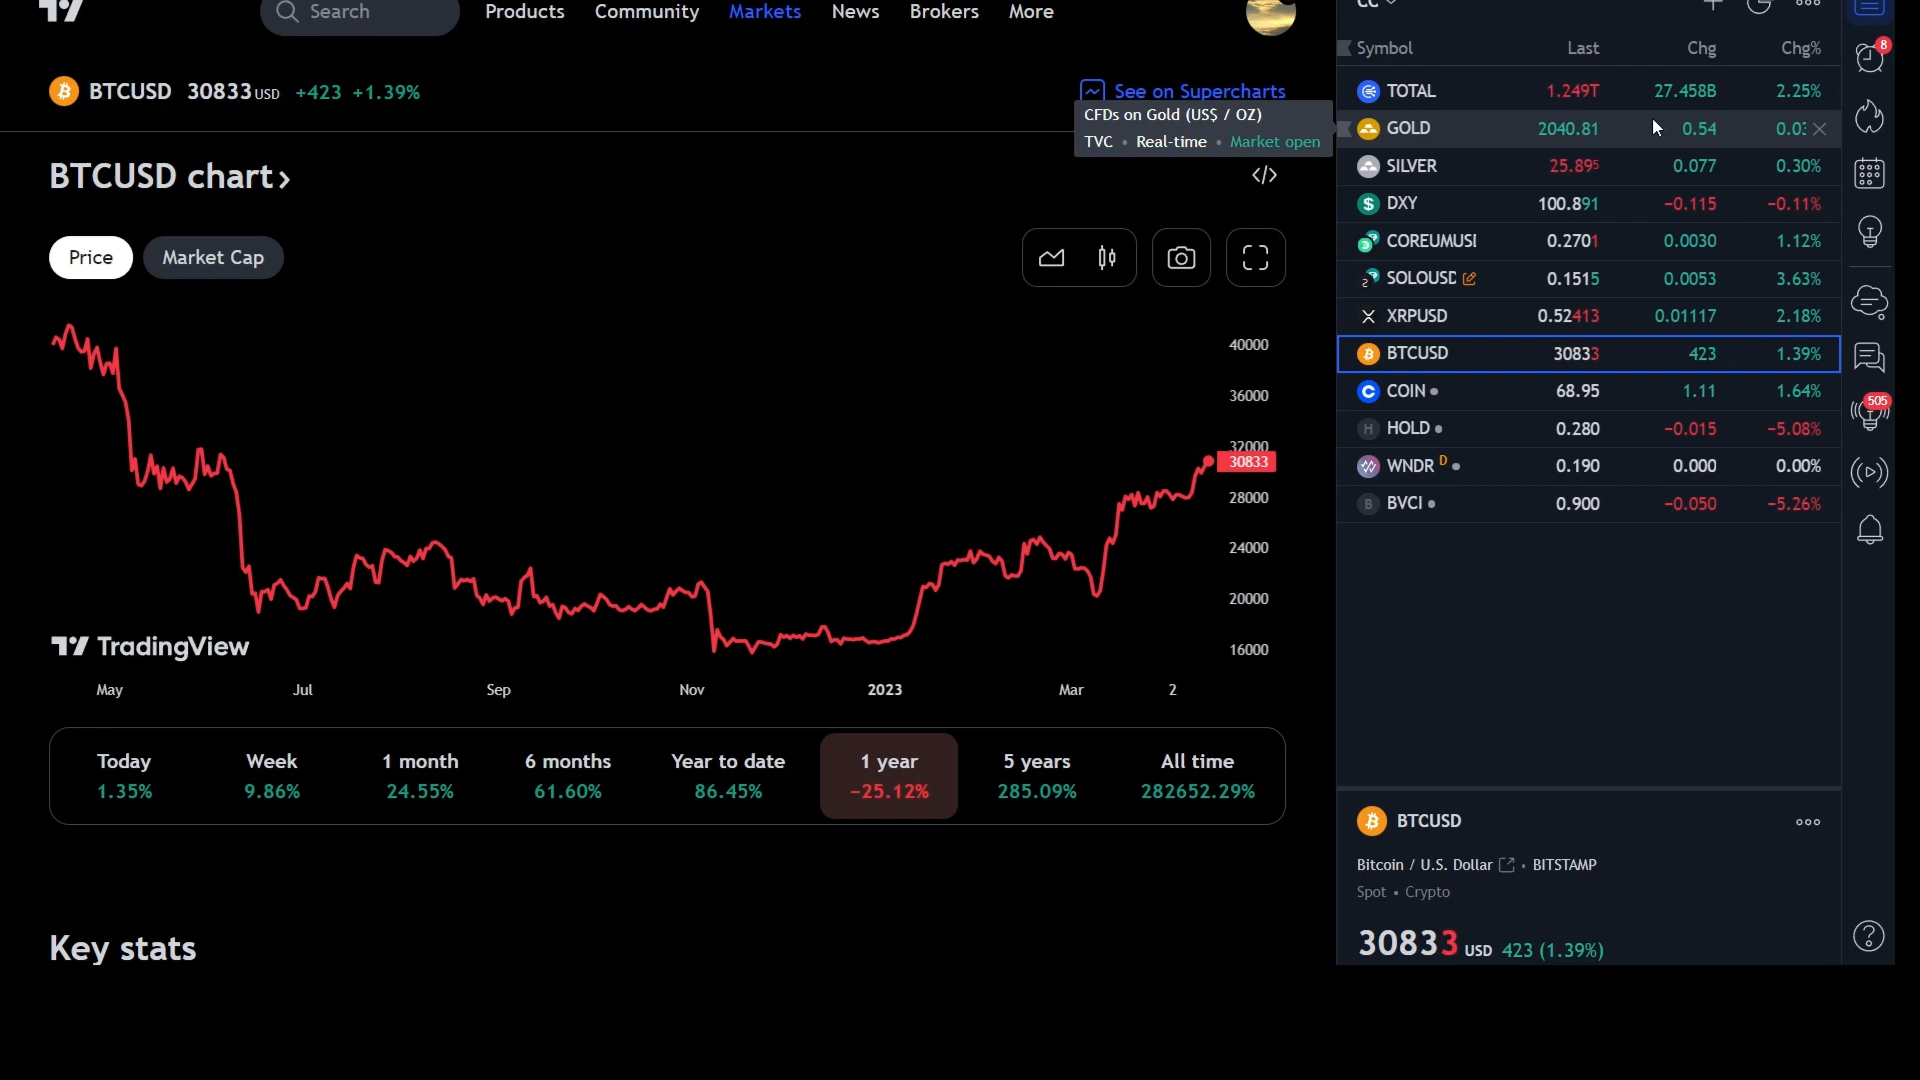 Search
Products
Community
Markets
News
Brokers
More
BTCUSD 30833 USD +423 +1.39%
See on Supercharts
CFDs on Gold (US$ / OZ)
TVC • Real-time • Market open
BTCUSD chart
Price
Market Cap
40000
36000
32000
30833
28000
24000
20000
16000
TradingView
May
Jul
Sep
Nov
2023
Mar
2
Today
1.35%
Week
9.86%
1 month
24.55%
6 months
61.60%
Year to date
86.45%
1 year
−25.12%
5 years
285.09%
All time
282652.29%
Key stats
Symbol Last Chg Chg%
TOTAL 1.249T 27.458B 2.25%
GOLD 2040.81 0.54
SILVER 25.895 0.077 0.30%
DXY 100.891 −0.115 −0.11%
COREUMUSD 0.2701 0.0030 1.12%
SOLOUSD 0.1515 0.0053 3.63%
XRPUSD 0.52413 0.01117 2.18%
BTCUSD 30833 423 1.39%
COIN 68.95 1.11 1.64%
H HOLD 0.280 −0.015 −5.08%
WNDR D 0.190 0.000 0.00%
B BVCI 0.900 −0.050 −5.26%
BTCUSD
Bitcoin / U.S. Dollar • BITSTAMP
Spot • Crypto
30833 USD 423 (1.39%)
8
505